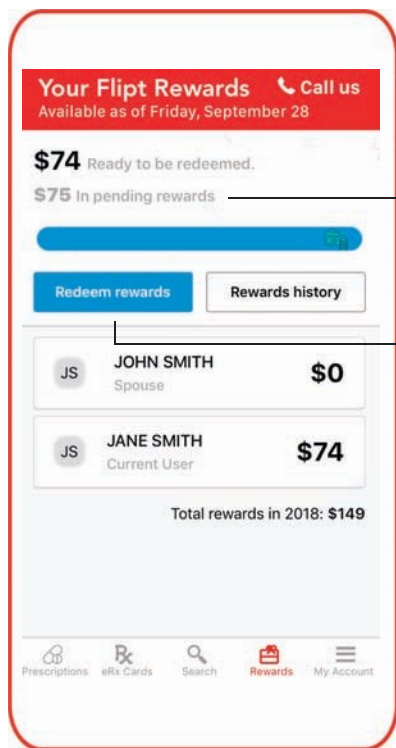 Your Flipt Rewards Call us
Available as of Friday, September 28
$74 Ready to be redeemed.
$75 In pending rewards
Redeem rewards Rewards history
JS JOHN SMITH $0
Spouse
JS JANE SMITH $74
Current User
Total rewards in 2018: $149
Prescriptions eRx Cards Search Rewards My Account